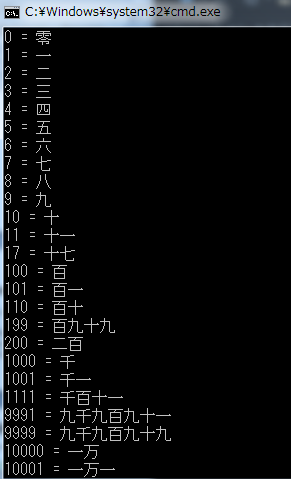 C:¥Windows¥system32¥cmd.exe
0 = 零
1 = 一
2 = 二
3 = 三
4 = 四
5 = 五
6 = 六
7 = 七
8 = 八
9 = 九
10 = 十
11 = 十一
17 = 十七
100 = 百
101 = 百一
110 = 百十
199 = 百九十九
200 = 二百
1000 = 千
1001 = 千一
1111 = 千百十一
9991 = 九千九百九十一
9999 = 九千九百九十九
10000 = 一万
10001 = 一万一